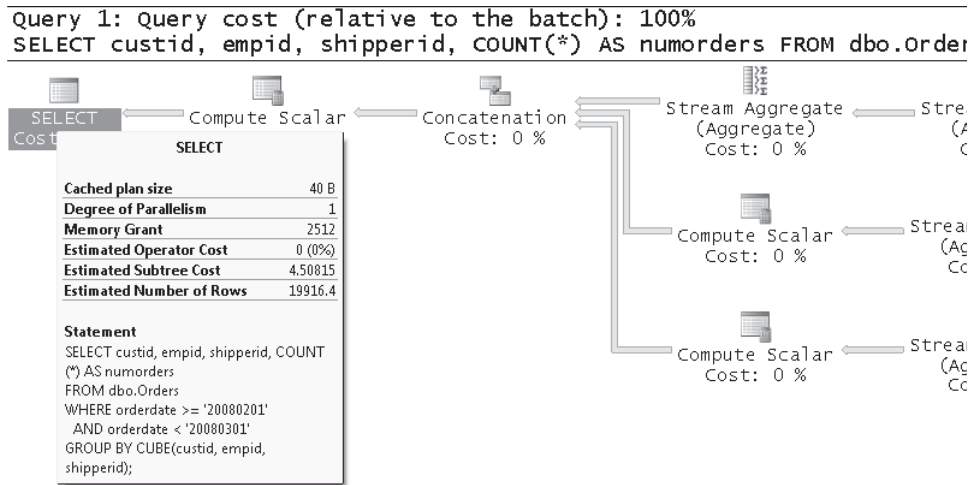 Query 1: Query cost (relative to the batch): 100%
SELECT custid, empid, shipperid, COUNT(*) AS numorders FROM
SELECT
Compute Scalar
Concatenation
Cost: 0 %
Stream Aggregate
(Aggregate)
Cost: 0 %
SELECT
Cached plan size 40 B
Degree of Parallelism 1
Memory Grant 2512
Estimated Operator Cost 0 (0%)
Estimated Subtree Cost 4.50815
Estimated Number of Rows 19916.4
Statement
SELECT custid, empid, shipperid, COUNT
(*) AS numorders
FROM dbo.Orders
WHERE orderdate >= '20080201'
AND orderdate < '20080301'
GROUP BY CUBE(custid, empid,
shipperid);
Compute Scalar
Cost: 0 %
Compute Scalar
Cost: 0 %